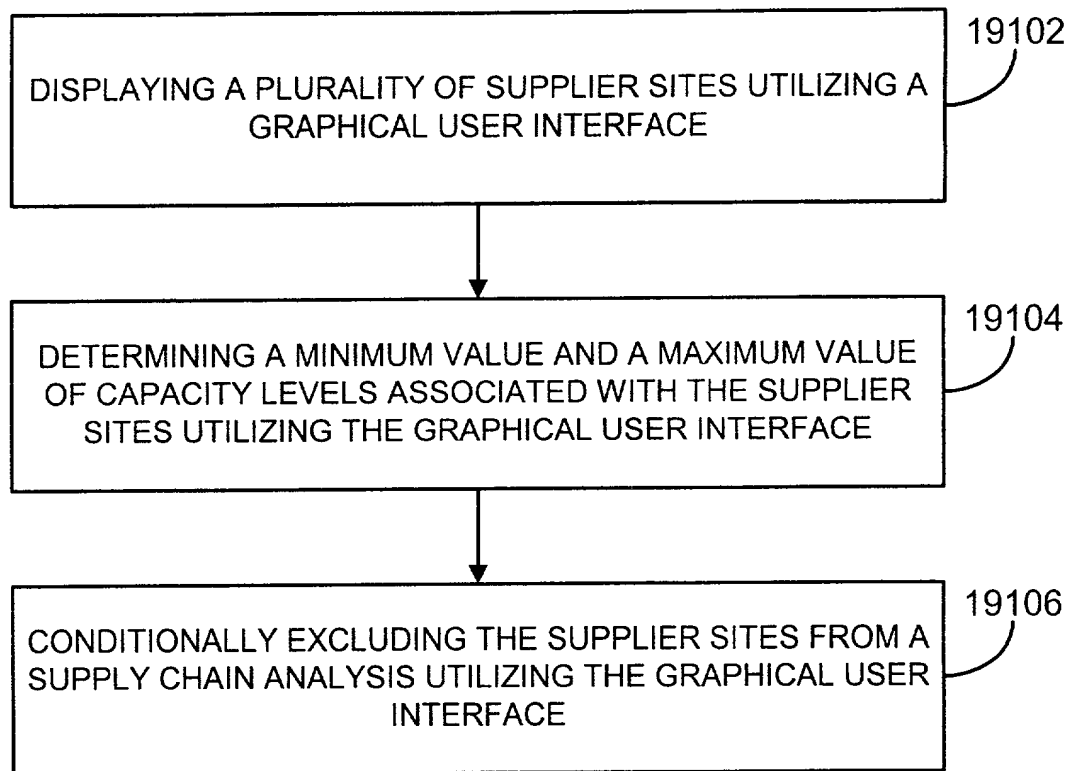 19102
DISPLAYING A PLURALITY OF SUPPLIER SITES UTILIZING A
GRAPHICAL USER INTERFACE
19104
DETERMINING A MINIMUM VALUE AND A MAXIMUM VALUE
OF CAPACITY LEVELS ASSOCIATED WITH THE SUPPLIER
SITES UTILIZING THE GRAPHICAL USER INTERFACE
19106
CONDITIONALLY EXCLUDING THE SUPPLIER SITES FROM A
SUPPLY CHAIN ANALYSIS UTILIZING THE GRAPHICAL USER
INTERFACE